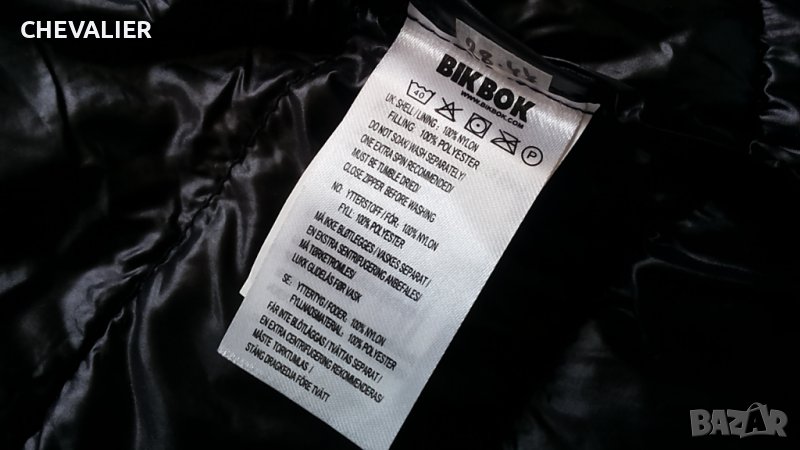 CHEVALIER
BIKBOK
WWW.BIKBOK.COM
40
P
UK: SHELL / LINING : 100% NYLON
FILLING : 100% POLYESTER
DO NOT SOAK/ WASH SEPARATELY/
ONE EXTRA SPIN RECOMMENDED/
MUST BE TUMBLE DRIED/
CLOSE ZIPPER BEFORE WASHING
NO: YTTERSTOFF / FÓR: 100% NYLON
FYLL: 100% POLYESTER
MÅ IKKE BLØTLEGGES / VASKES SEPARAT /
EN EKSTRA SENTRIFUGERING ANBEFALES/
MÅ TØRKETROMLES/
LUKK GLIDELÅS FØR VASK
SE: YTTERTYG / FODER: 100% NYLON
FYLLNADSMATERIAL: 100% POLYESTER
FÅR INTE BLÖTLÄGGAS / TVÄTTAS SEPARAT /
EN EXTRA CENTRIFUGERING REKOMMENDERAS/
MÅSTE TORKTUMLAS /
STÄNG DRAGKEDJA FÖRE TVÄTT
BAZAR